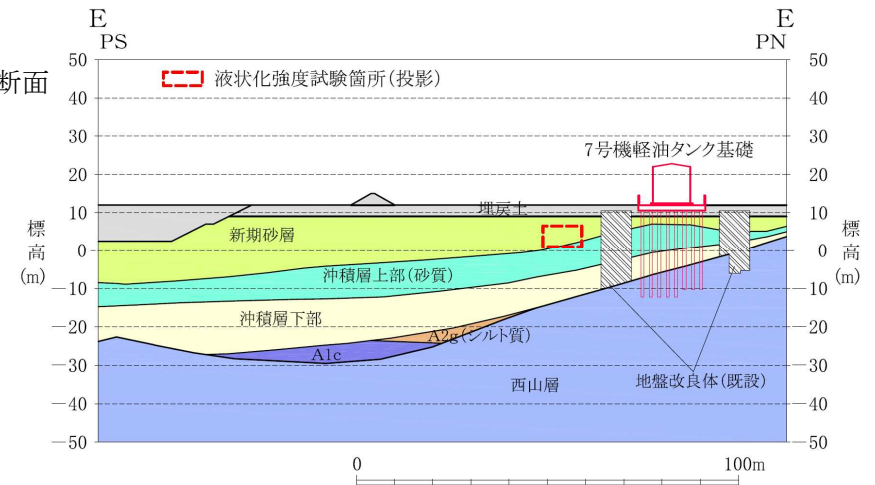 E
PS
E
PN
断面
液状化強度試験箇所(投影)
7号機軽油タンク基礎
50
40
30
20
10
0
−10
−20
−30
−40
−50
標高(m)
埋戻土
新期砂層
沖積層上部(砂質)
沖積層下部
A2g(シルト質)
A1c
西山層
地盤改良体(既設)
50
40
30
20
10
0
−10
−20
−30
−40
−50
標高(m)
0
100m